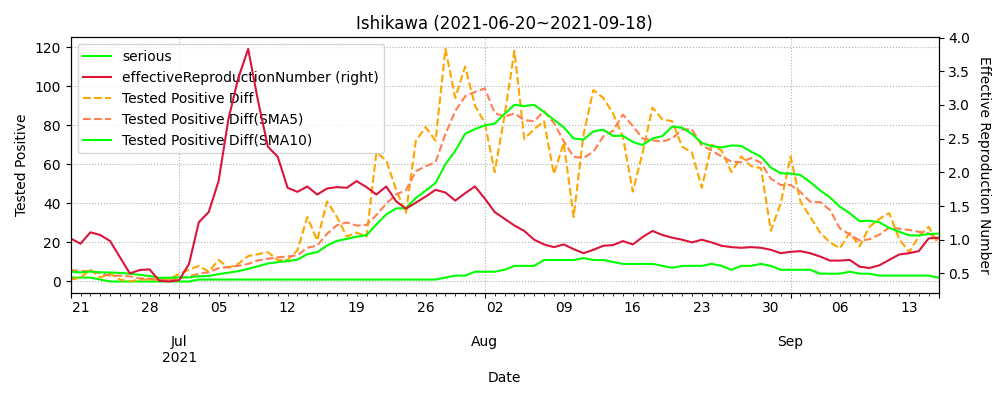 Ishikawa (2021-06-20~2021-09-18)
serious
effectiveReproductionNumber (right)
Tested Positive Diff
Tested Positive Diff(SMA5)
Tested Positive Diff(SMA10)
Tested Positive
120
100
80
60
40
20
0
4.0
3.5
3.0
2.5
2.0
1.5
1.0
0.5
Effective Reproduction Number
21 28 05 12 19 26 02 09 16 23 30 06 13
Jul Aug Sep
2021
Date